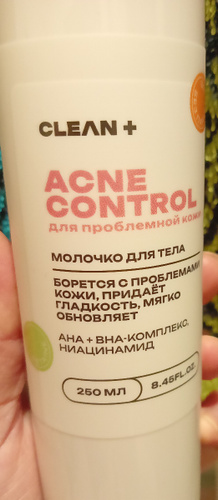 CLEAN +
ACNE
CONTROL
для проблемной кожи
МОЛОЧКО ДЛЯ ТЕЛА
БОРЕТСЯ С ПРОБЛЕМАМИ
КОЖИ, ПРИДАЁТ
ГЛАДКОСТЬ, МЯГКО
ОБНОВЛЯЕТ
AHA + BHA-КОМПЛЕКС,
НИАЦИНАМИД
250 МЛ
8.45FL.OZ